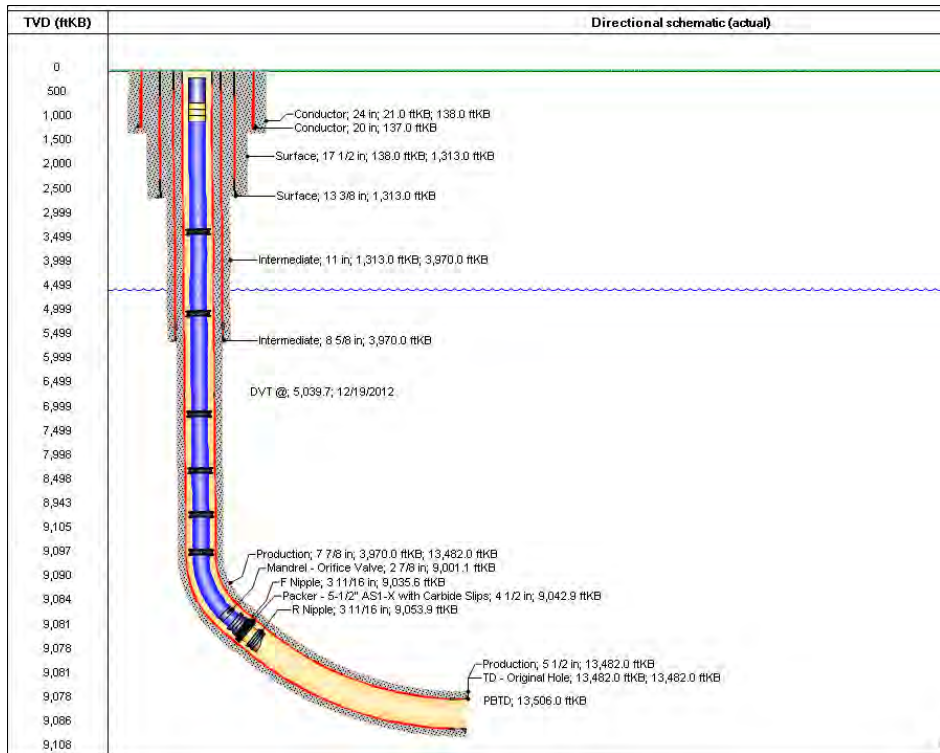 TVD (ftKB)
Directional schematic (actual)
0
500
1,000
1,500
2,000
2,500
2,999
3,499
3,999
4,499
4,999
5,499
5,999
6,499
6,999
7,499
7,998
8,498
8,943
9,105
9,097
9,090
9,084
9,081
9,078
9,081
9,078
9,086
9,108
Conductor; 24 in; 21.0 ftKB; 138.0 ftKB
Conductor; 20 in; 137.0 ftKB
Surface; 17 1/2 in; 138.0 ftKB; 1,313.0 ftKB
Surface; 13 3/8 in; 1,313.0 ftKB
Intermediate; 11 in; 1,313.0 ftKB; 3,970.0 ftKB
Intermediate; 8 5/8 in; 3,970.0 ftKB
DVT @; 5,039.7; 12/19/2012
Production; 7 7/8 in; 3,970.0 ftKB; 13,482.0 ftKB
Mandrel - Orifice Valve; 2 7/8 in; 9,001.1 ftKB
F Nipple; 3 11/16 in; 9,035.6 ftKB
Packer - 5-1/2" AS1-X with Carbide Slips; 4 1/2 in; 9,042.9 ftKB
R Nipple; 3 11/16 in; 9,053.9 ftKB
Production; 5 1/2 in; 13,482.0 ftKB
TD - Original Hole; 13,482.0 ftKB; 13,482.0 ftKB
PBTD; 13,506.0 ftKB